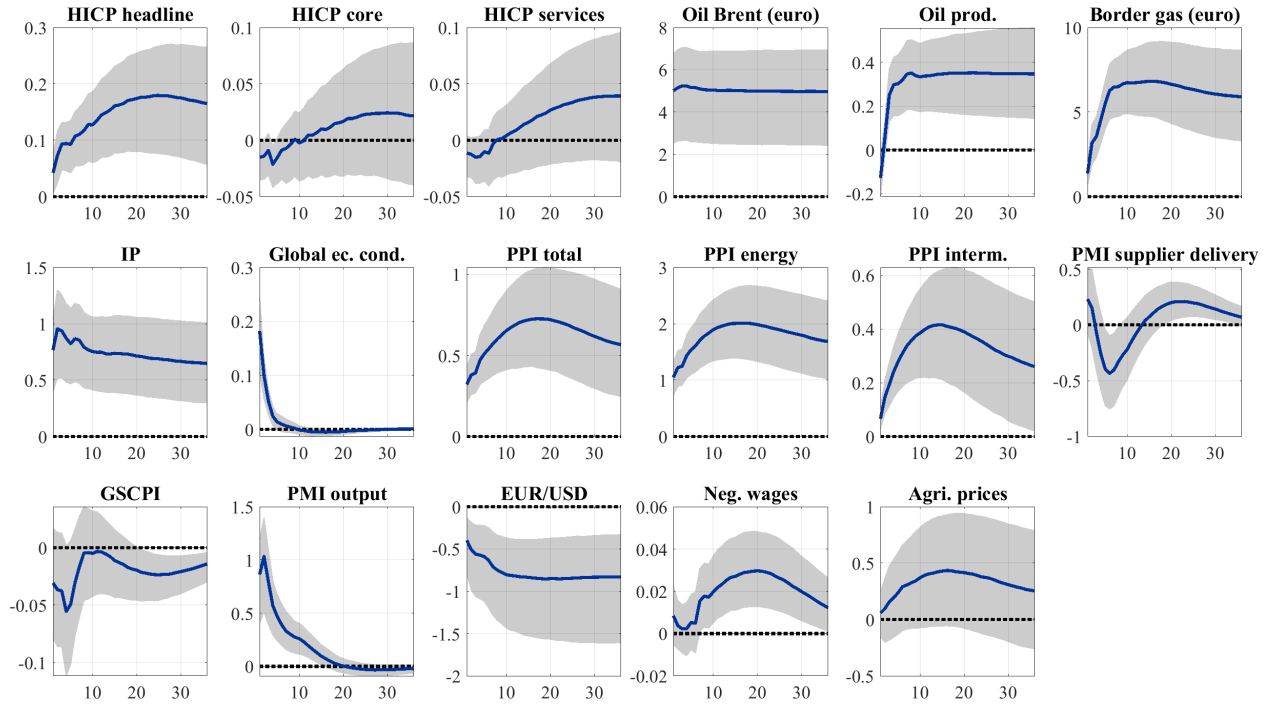 HICP headline HICP core HICP services Oil Brent (euro) Oil prod. Border gas (euro)
0.3 0.1 0.1 8 0.4 10
0.2 0.05 0.05 6 0.2 5
0.1 0 0 4 0 0
0 -0.05 -0.05 2 -0.2
0
10 20 30 10 20 30 10 20 30 10 20 30 10 20 30 10 20 30
IP Global ec. cond. PPI total PPI energy PPI interm. PMI supplier delivery
1.5 0.3 1 3 0.6 0.5
1 0.2 0.5 2 0.4 0
0.5 0.1 0 1 0.2 -0.5
0 0 0 0 -1
10 20 30 10 20 30 10 20 30 10 20 30 10 20 30 10 20 30
GSCPI PMI output EUR/USD Neg. wages Agri. prices
0 1.5 0 0.06 1
-0.05 1 -0.5 0.04 0.5
-0.1 0.5 -1 0.02 0
0 -1.5 0 -0.5
-2 -0.02
10 20 30 10 20 30 10 20 30 10 20 30 10 20 30